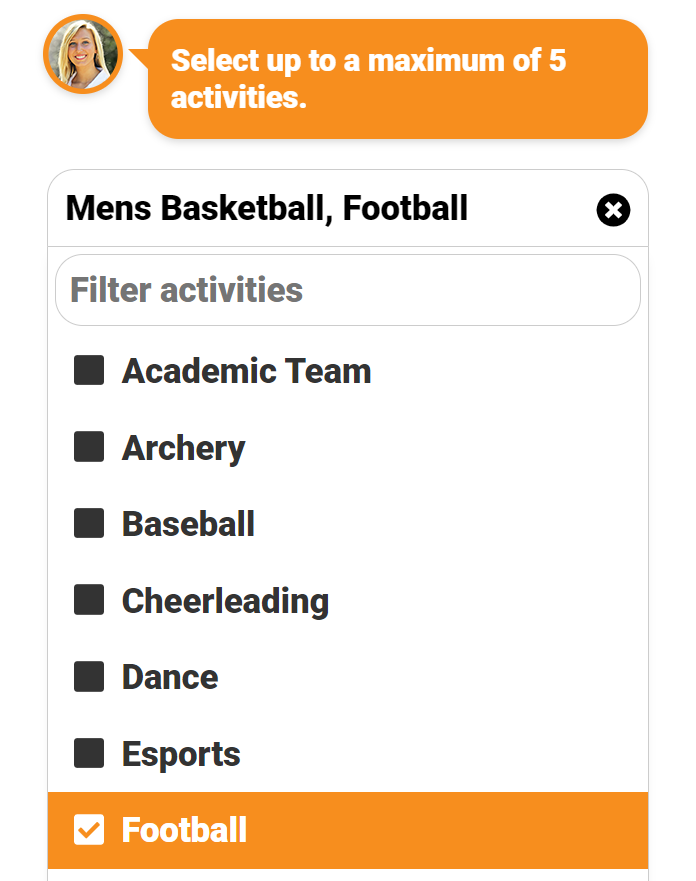 Select up to a maximum of 5
activities.
Mens Basketball, Football
Filter activities
Academic Team
Archery
Baseball
Cheerleading
Dance
Esports
Football